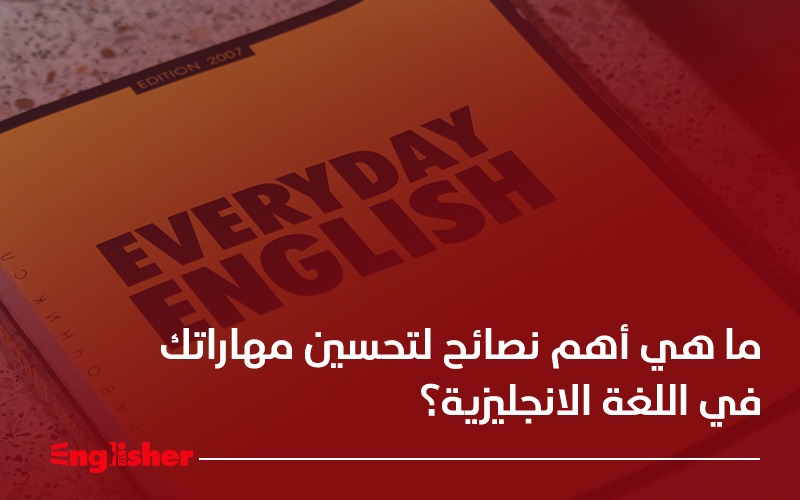 EDITION 2007
EVERYDAY
ENGLISH
ما هي أهم نصائح لتحسين مهاراتك
في اللغة الانجليزية؟
Englisher